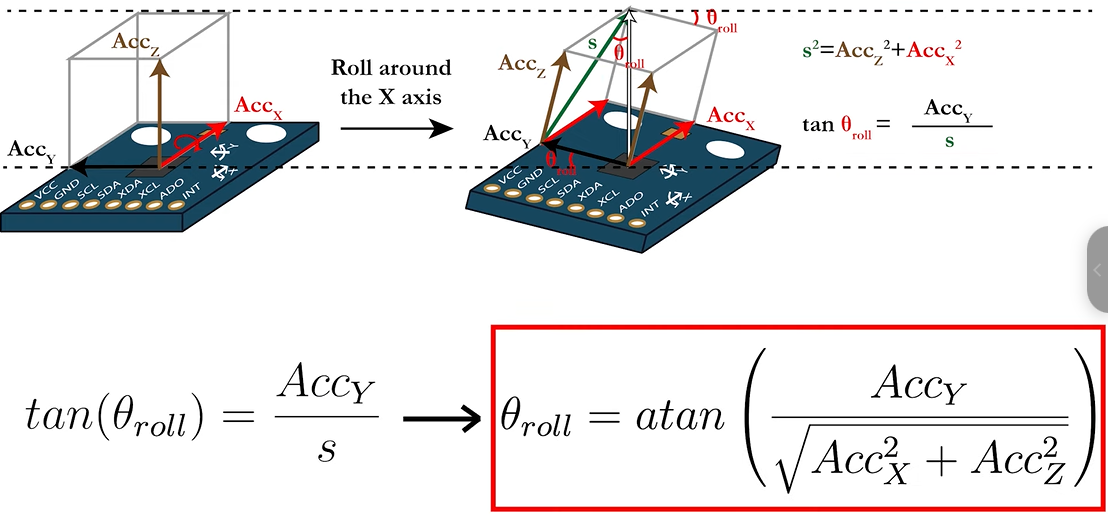 Acc_Z
Acc_X
Acc_Y
VCC
GND
SCL
SDA
XDA
XCL
ADO
INT
Y
X
Roll around
the X axis
θ_roll
s
θ_roll
Acc_Z
Acc_X
Acc_Y
θ_roll
VCC
GND
SCL
SDA
XDA
XCL
ADO
INT
Y
X
s²=Acc_Z²+Acc_X²
tan θ_roll = Acc_Y / s
tan(θ_roll) = Acc_Y / s → θ_roll = atan ( Acc_Y / √(Acc_X² + Acc_Z²) )